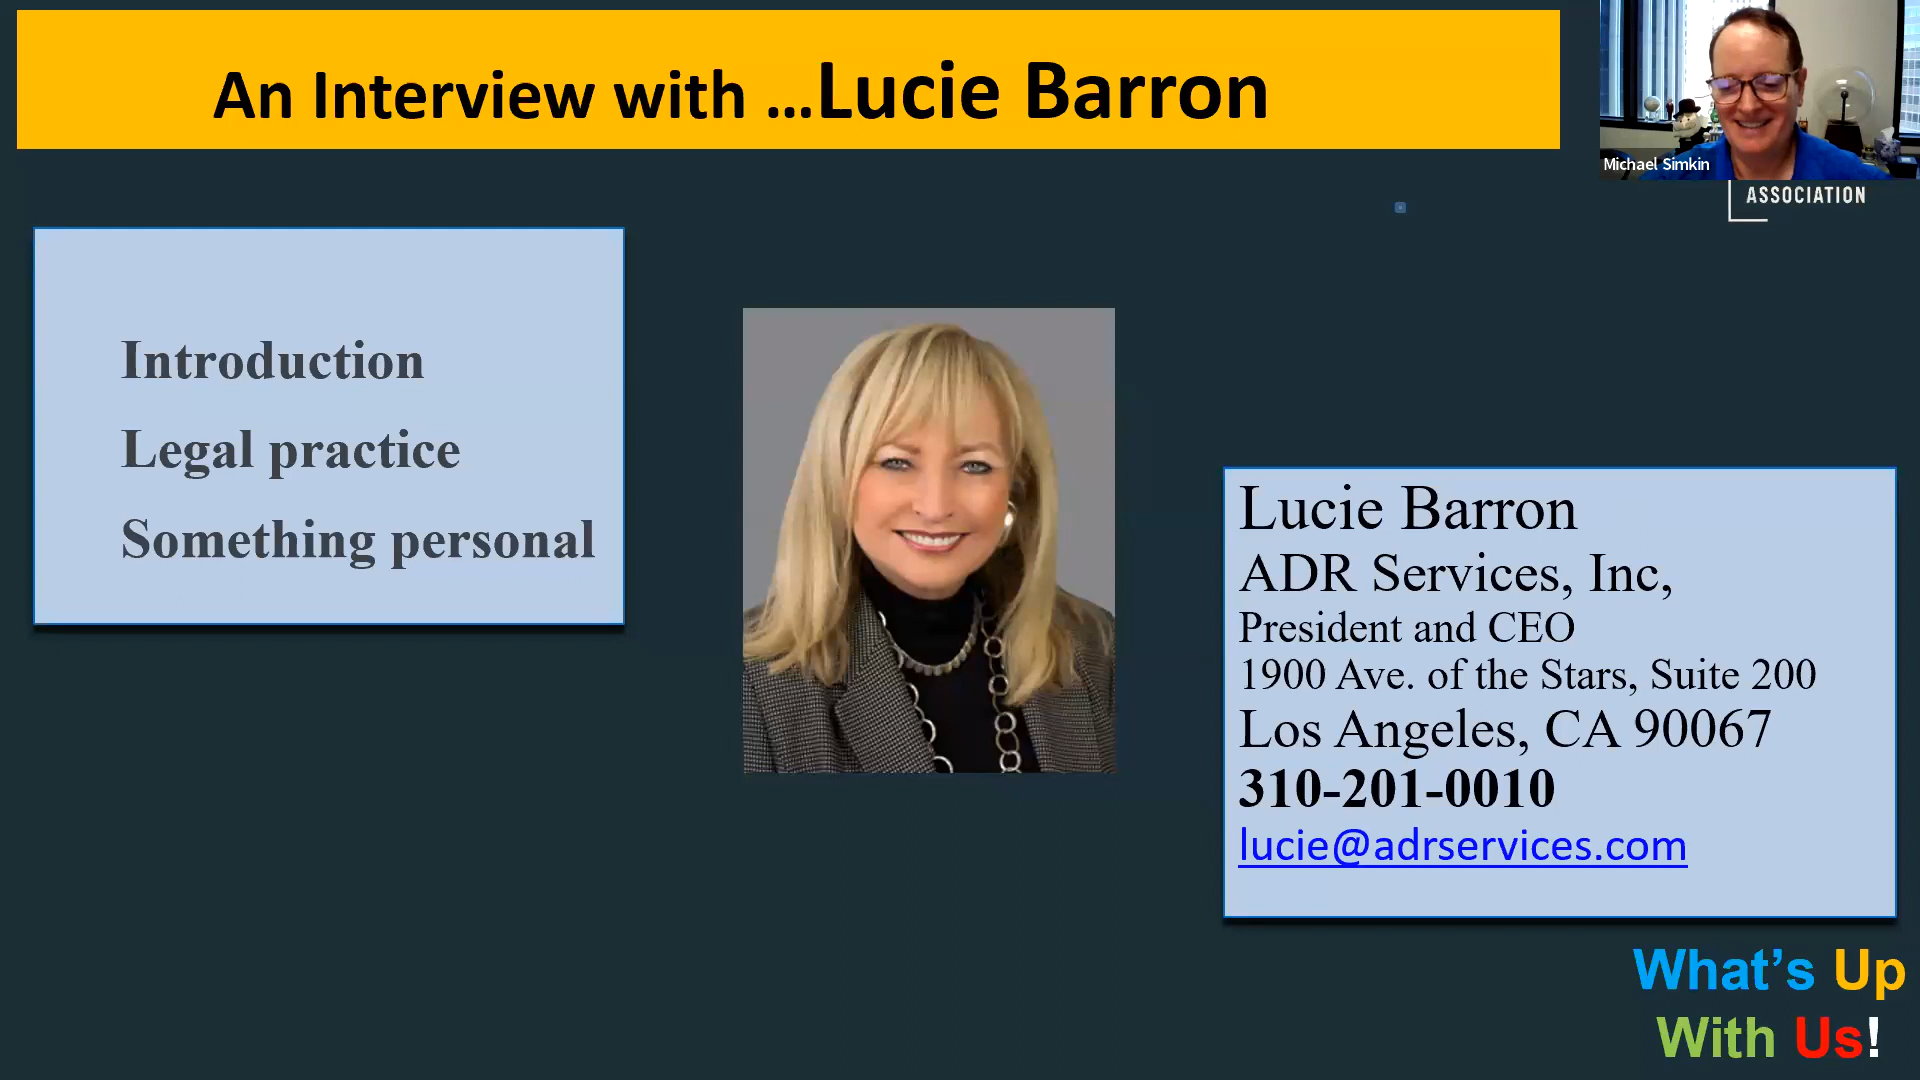 An Interview with ...Lucie Barron
Michael Simkin
ASSOCIATION
Introduction
Legal practice
Something personal
Lucie Barron
ADR Services, Inc,
President and CEO
1900 Ave. of the Stars, Suite 200
Los Angeles, CA 90067
310-201-0010
lucie@adrservices.com
What's Up
With Us!